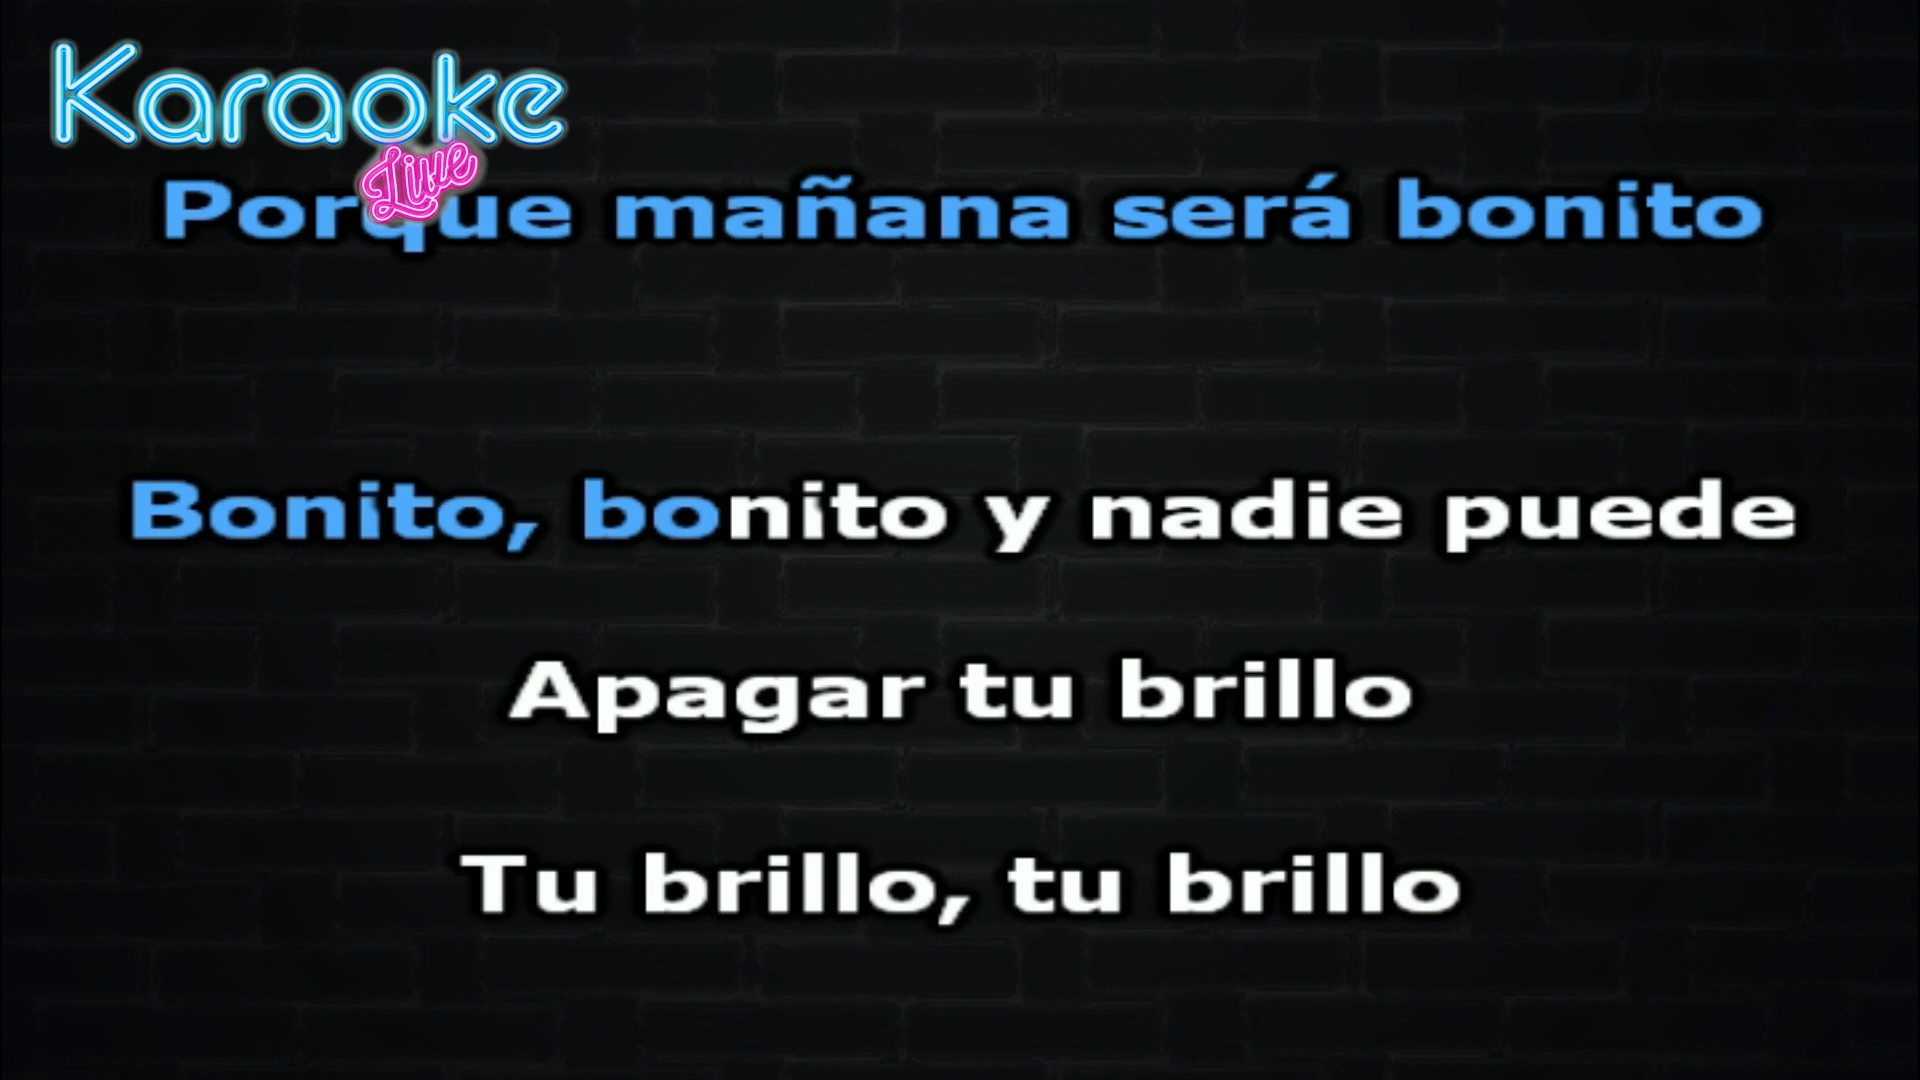 Karaoke
Live
Porque mañana será bonito
Bonito, bonito y nadie puede
Apagar tu brillo
Tu brillo, tu brillo